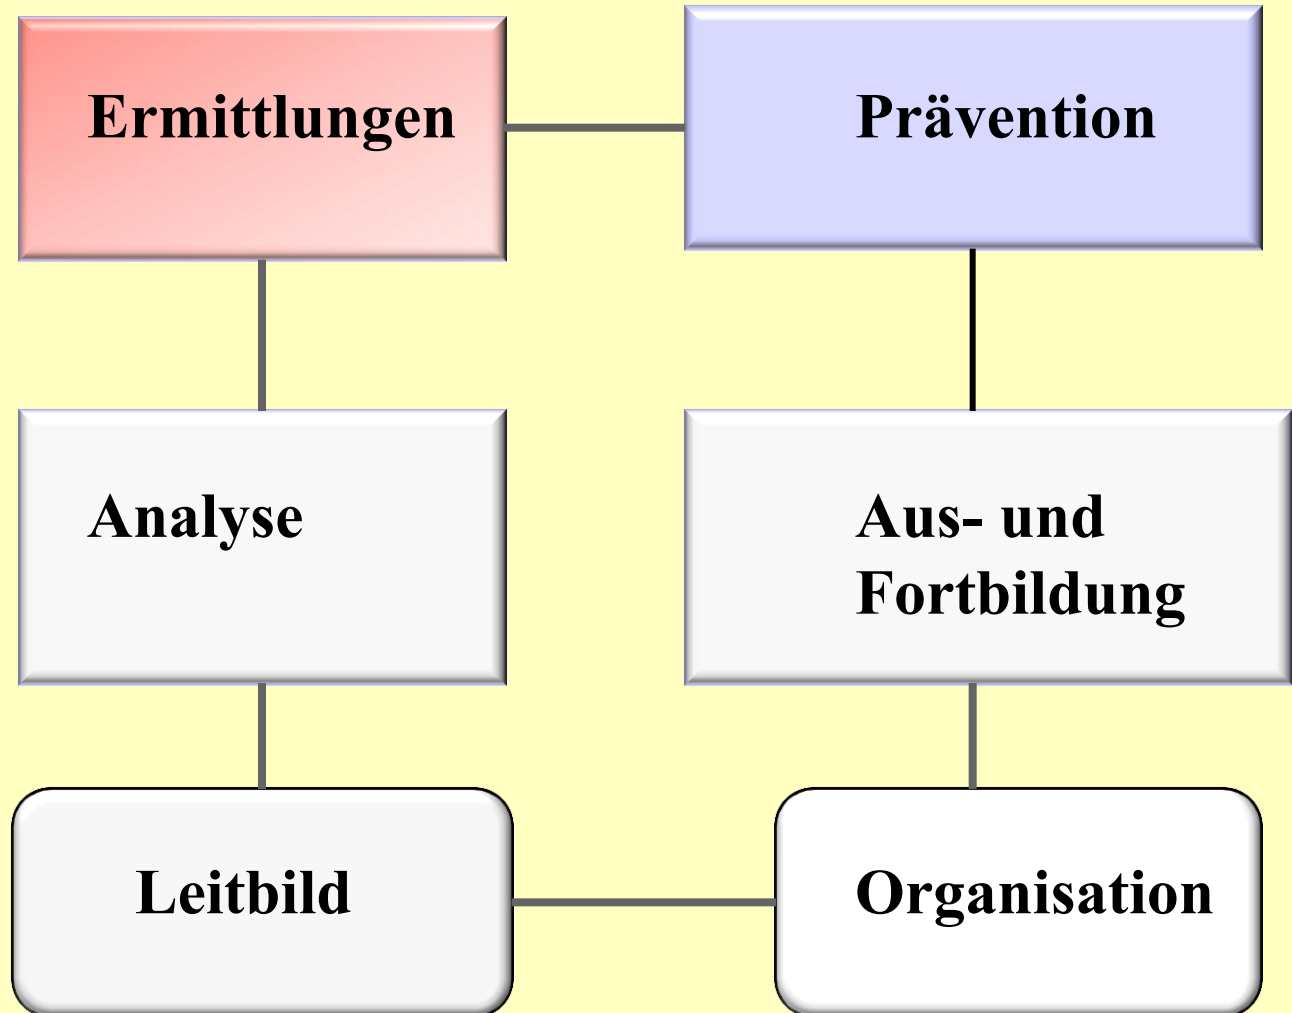 Ermittlungen
Prävention
Analyse
Aus- und
Fortbildung
Leitbild
Organisation